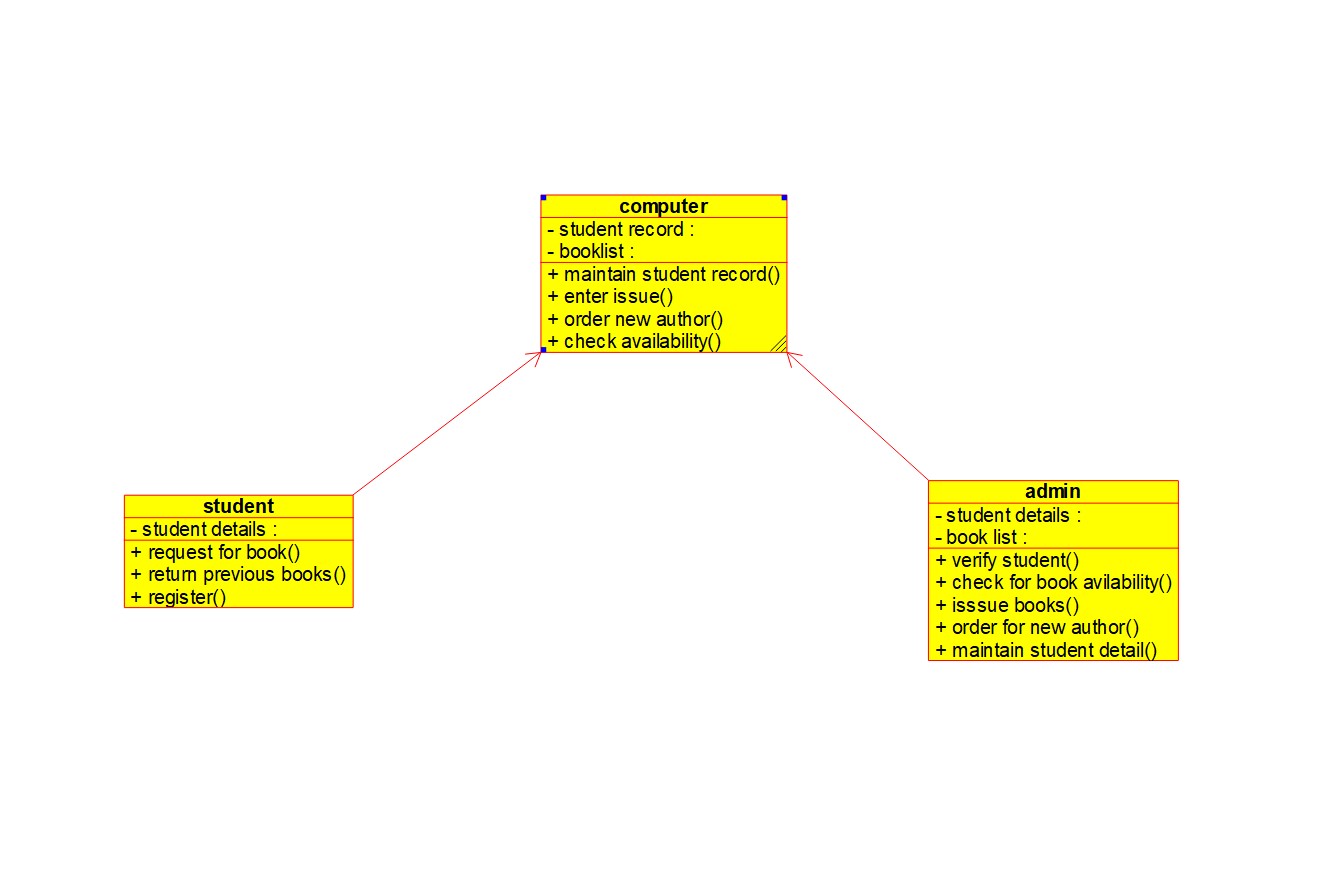 computer
- student record :
- booklist :
+ maintain student record()
+ enter issue()
+ order new author()
+ check availability()
student
- student details :
+ request for book()
+ return previous books()
+ register()
admin
- student details :
- book list :
+ verify student()
+ check for book avilability()
+ isssue books()
+ order for new author()
+ maintain student detail()